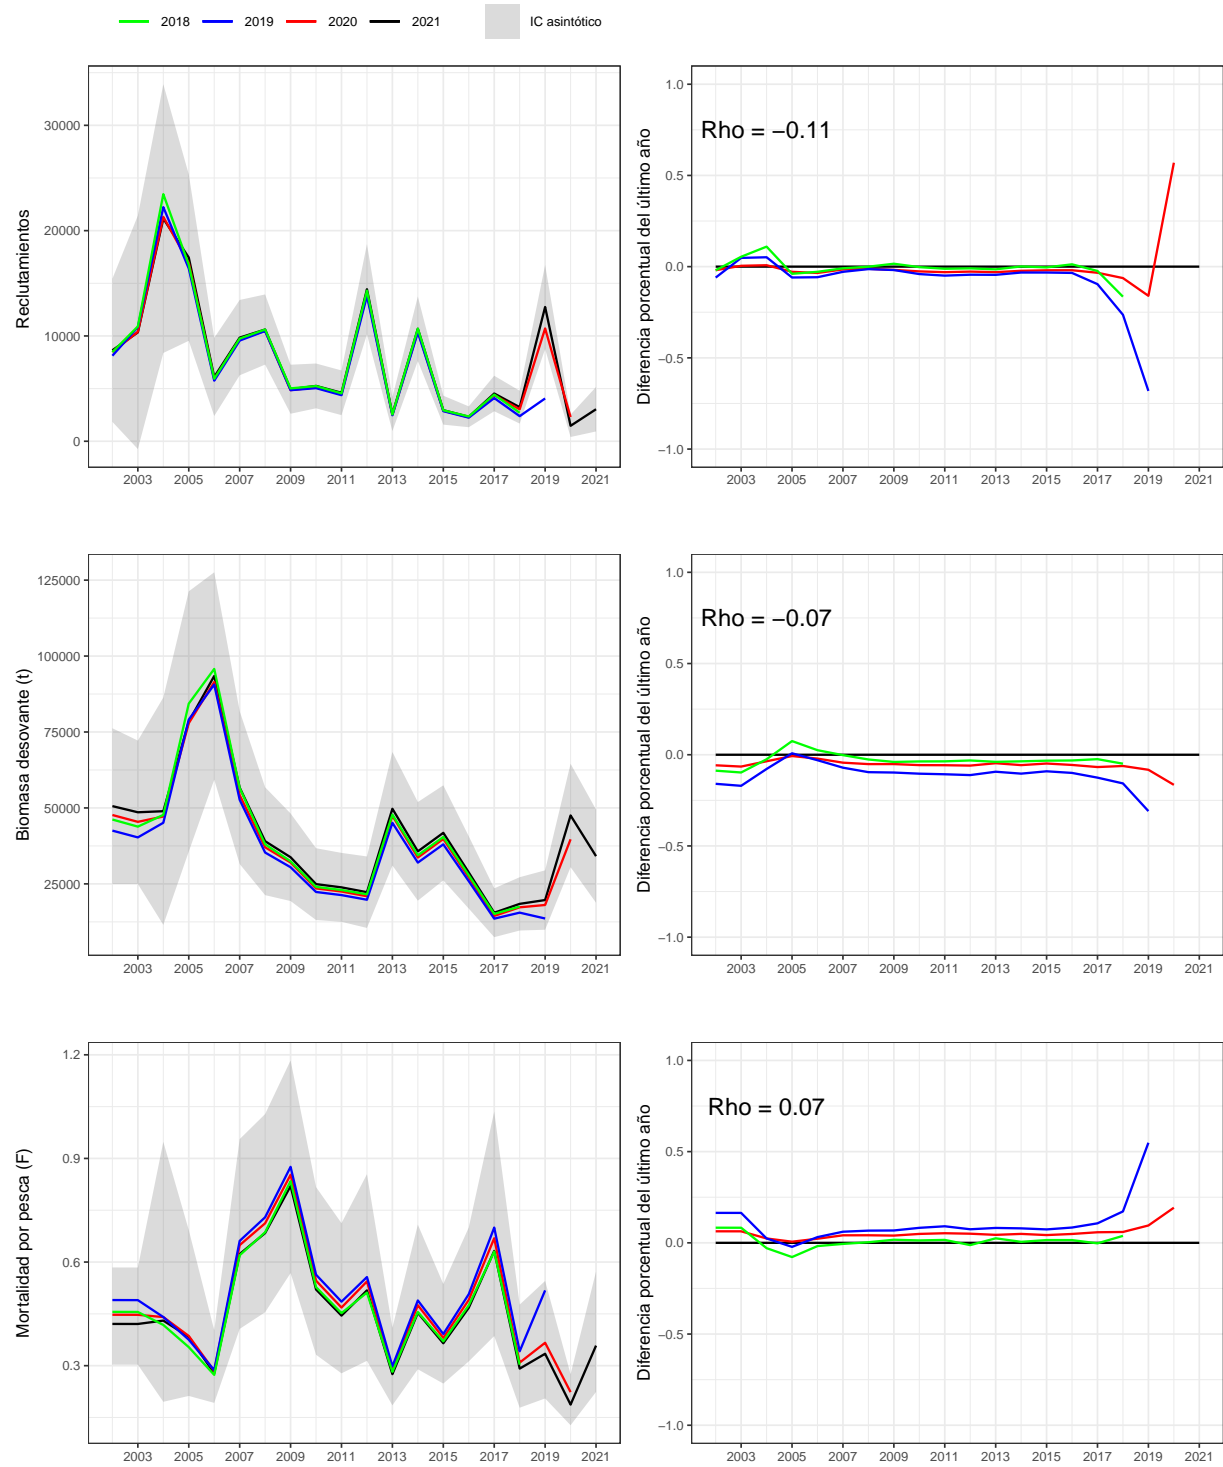 2018 2019 2020 2021 IC asintótico
Reclutamientos
30000
20000
10000
0
2003 2005 2007 2009 2011 2013 2015 2017 2019 2021
Diferencia porcentual del último año
Rho = −0.11
1.0
0.5
0.0
−0.5
−1.0
2003 2005 2007 2009 2011 2013 2015 2017 2019 2021
Biomasa desovante (t)
125000
100000
75000
50000
25000
2003 2005 2007 2009 2011 2013 2015 2017 2019 2021
Diferencia porcentual del último año
Rho = −0.07
1.0
0.5
0.0
−0.5
−1.0
2003 2005 2007 2009 2011 2013 2015 2017 2019 2021
Mortalidad por pesca (F)
1.2
0.9
0.6
0.3
2003 2005 2007 2009 2011 2013 2015 2017 2019 2021
Diferencia porcentual del último año
Rho = 0.07
1.0
0.5
0.0
−0.5
−1.0
2003 2005 2007 2009 2011 2013 2015 2017 2019 2021